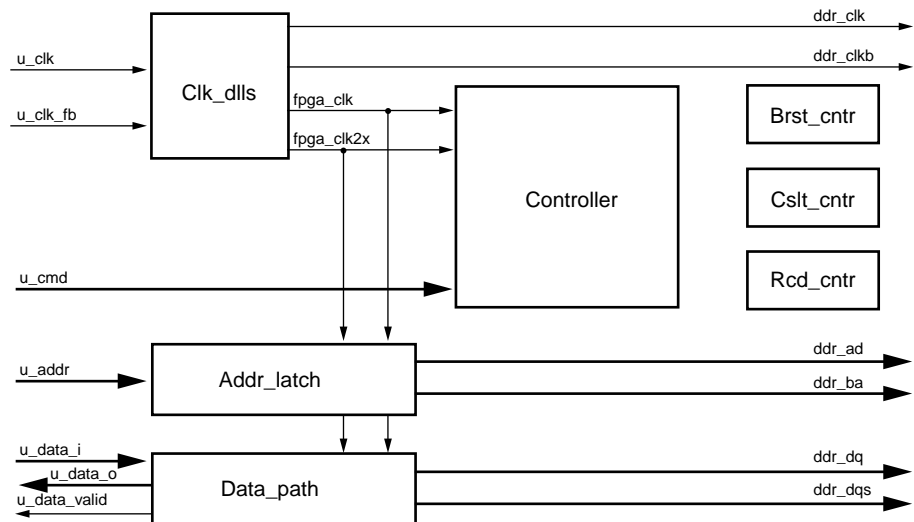 ddr_clk
u_clk
ddr_clkb
Clk_dlls
fpga_clk
u_clk_fb
Brst_cntr
fpga_clk2x
Controller
Cslt_cntr
u_cmd
Rcd_cntr
ddr_ad
u_addr
Addr_latch
ddr_ba
u_data_i
ddr_dq
u_data_o
Data_path
u_data_valid
ddr_dqs